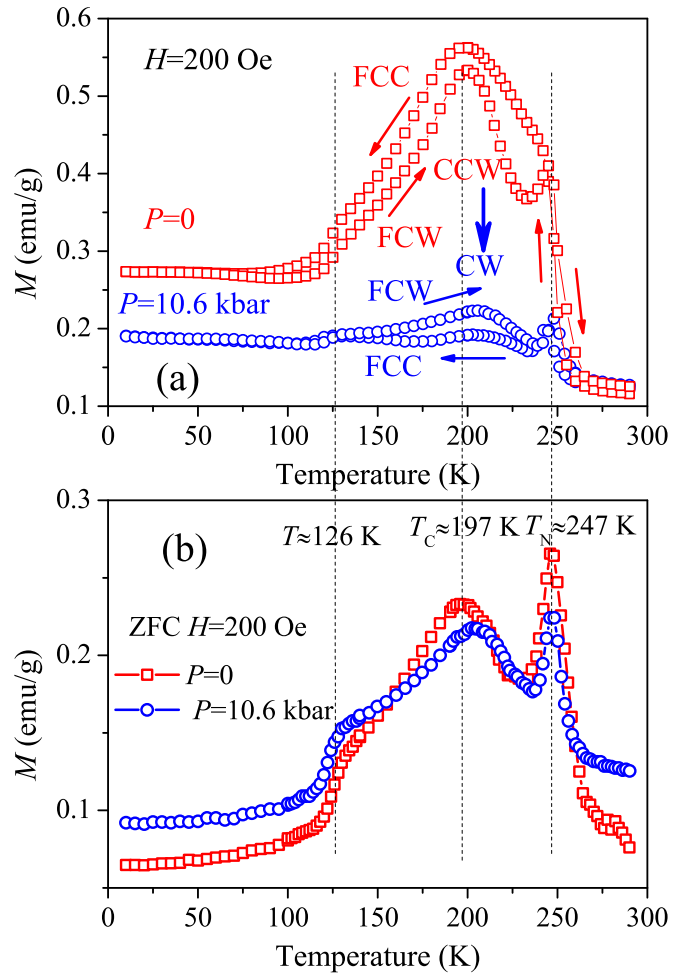 0.6
H=200 Oe
FCC
0.5
0.4
CCW
P=0
FCW
0.3
CW
P=10.6 kbar
FCW
0.2
FCC
(a)
0.1
M (emu/g)
0 50 100 150 200 250 300
Temperature (K)
0.3
(b)
T≈126 K
T_C≈197 K
T_N≈247 K
ZFC H=200 Oe
0.2
P=0
P=10.6 kbar
0.1
M (emu/g)
0 50 100 150 200 250 300
Temperature (K)